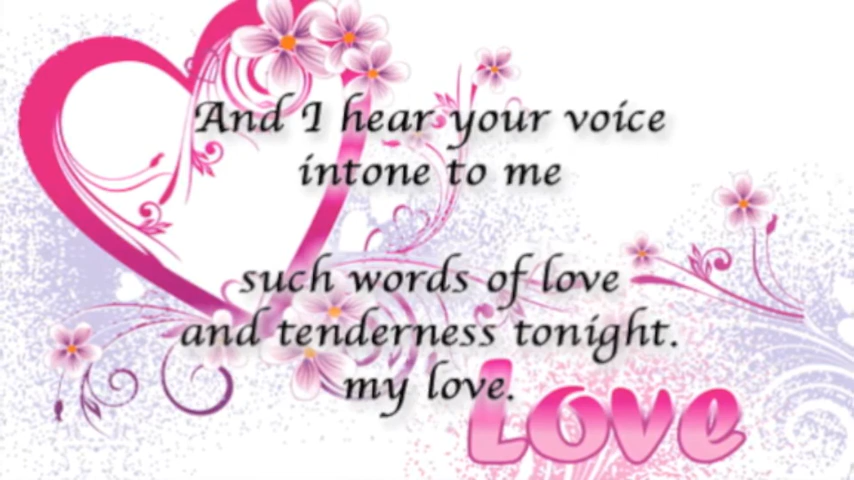 And I hear your voice
intone to me
such words of love
and tenderness tonight.
my love.
Love